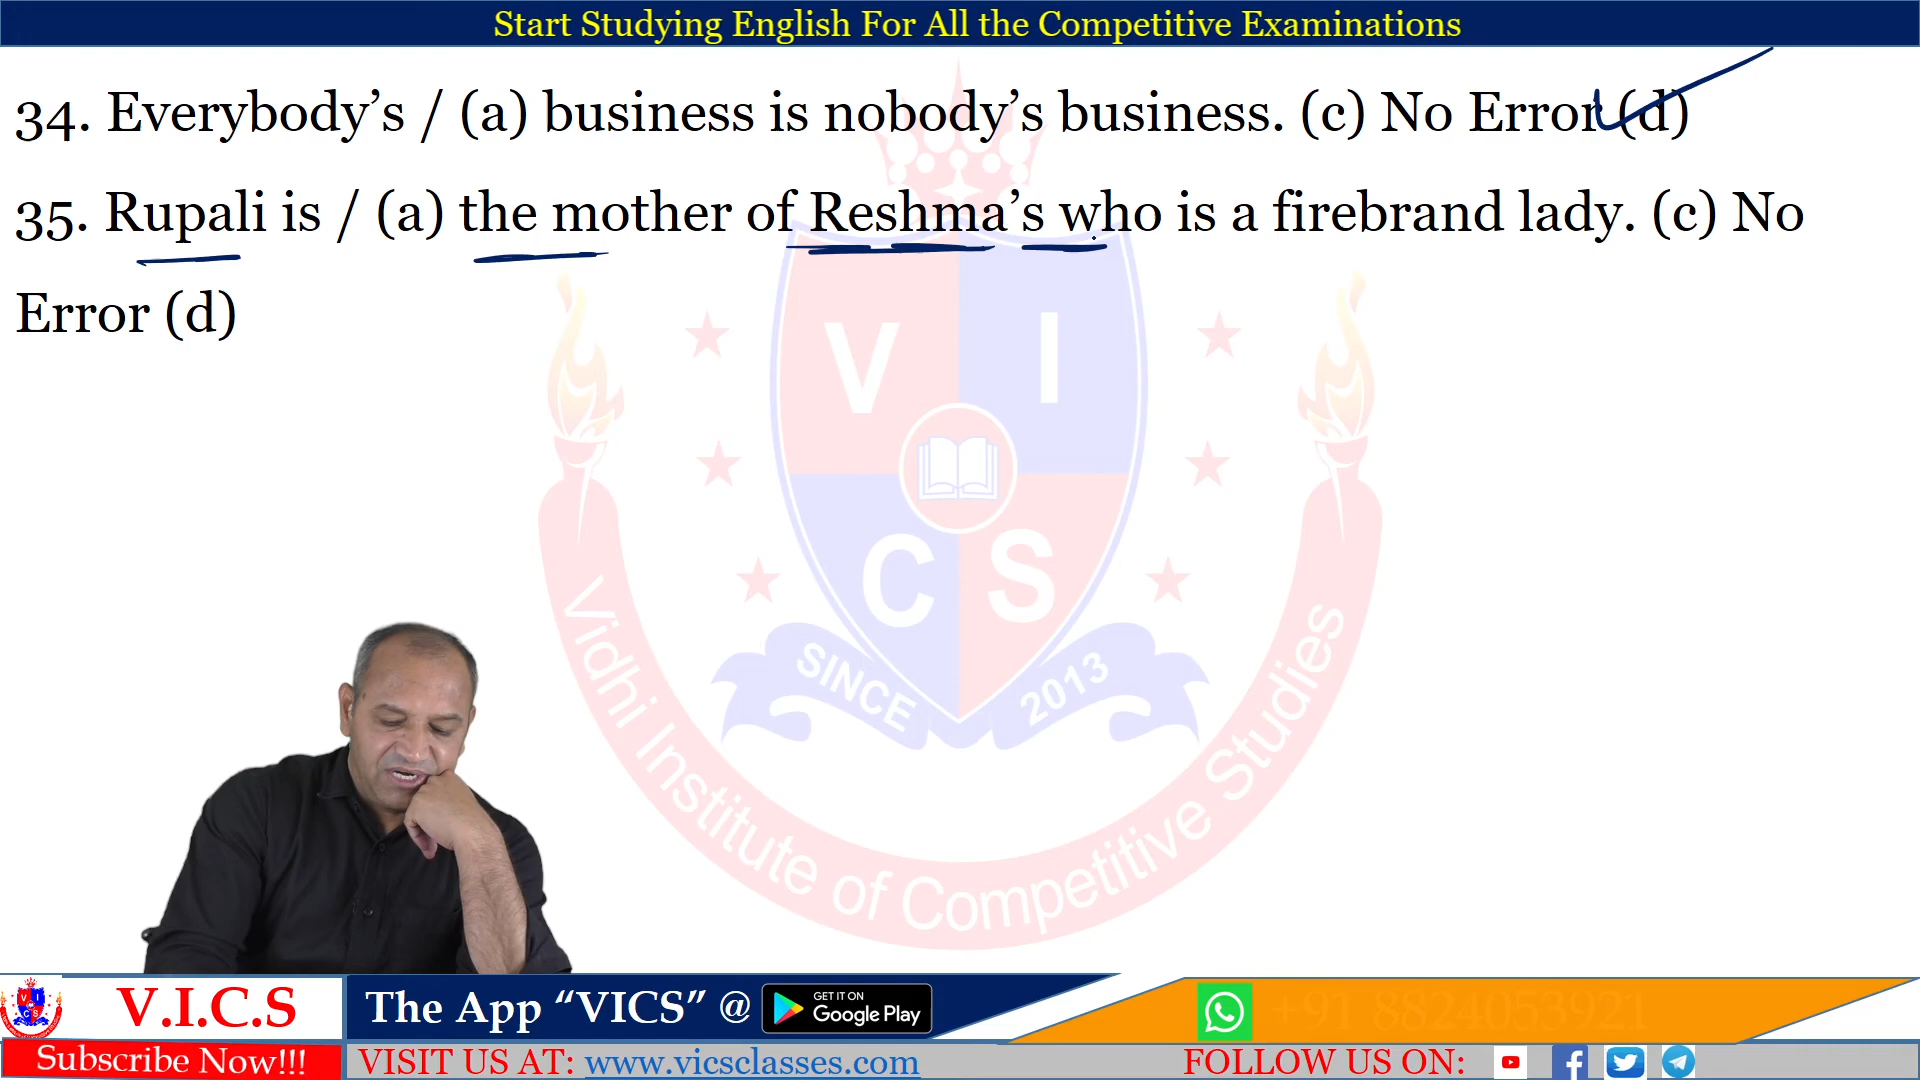 Start Studying English For All the Competitive Examinations
34. Everybody’s / (a) business is nobody’s business. (c) No Error (d)
35. Rupali is / (a) the mother of Reshma’s who is a firebrand lady. (c) No
Error (d)
V I
C S
SINCE 2013
Vidhi Institute of Competitive Studies
V.I.C.S
The App “VICS” @
GET IT ON
Google Play
+91 8824053921
Subscribe Now!!!
VISIT US AT: www.vicsclasses.com
FOLLOW US ON: